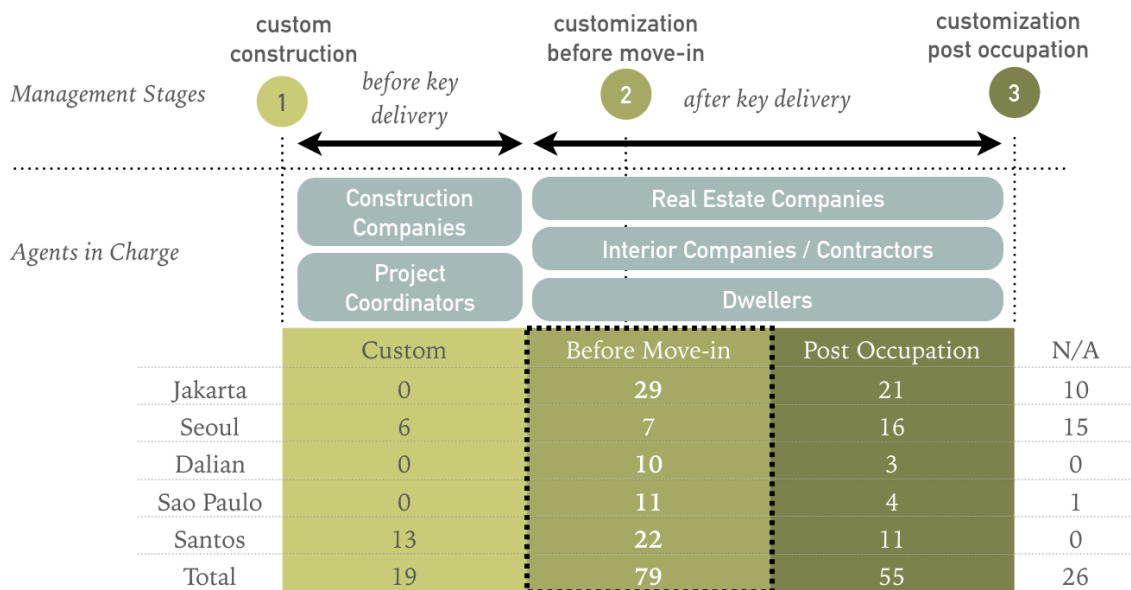 custom
construction
customization
before move-in
customization
post occupation
Management Stages
1
before key
delivery
2
after key delivery
3
Agents in Charge
Construction
Companies
Project
Coordinators
Real Estate Companies
Interior Companies / Contractors
Dwellers
Custom Before Move-in Post Occupation N/A
Jakarta 0 29 21 10
Seoul 6 7 16 15
Dalian 0 10 3 0
Sao Paulo 0 11 4 1
Santos 13 22 11 0
Total 19 79 55 26